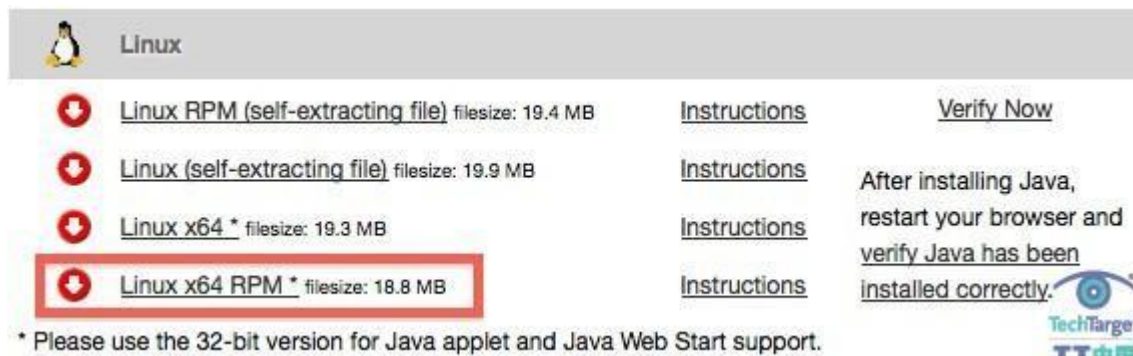 Linux
Linux RPM (self-extracting file) filesize: 19.4 MB Instructions Verify Now
Linux (self-extracting file) filesize: 19.9 MB Instructions
After installing Java,
restart your browser and
verify Java has been
installed correctly.
Linux x64 * filesize: 19.3 MB Instructions
Linux x64 RPM * filesize: 18.8 MB Instructions
* Please use the 32-bit version for Java applet and Java Web Start support.